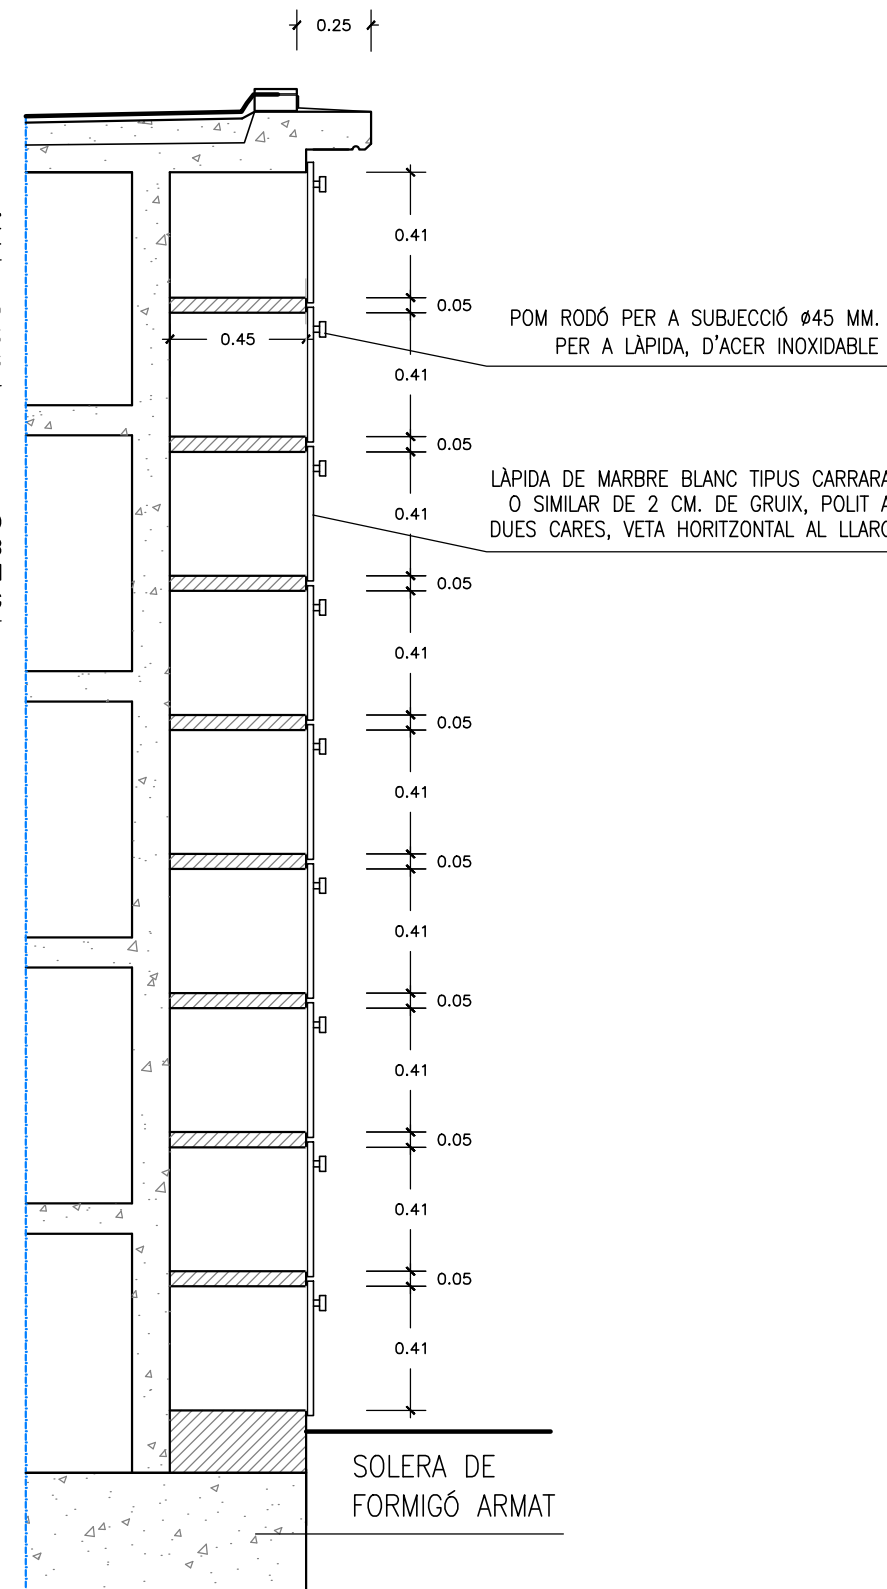 0.25
0.41
0.05
POM RODÓ PER A SUBJECCIÓ Ø45 MM.
PER A LÀPIDA, D'ACER INOXIDABLE
0.45
0.41
0.05
LÀPIDA DE MARBRE BLANC TIPUS CARRARA
O SIMILAR DE 2 CM. DE GRUIX, POLIT A
DUES CARES, VETA HORITZONTAL AL
0.41
0.05
0.41
0.05
0.41
0.05
0.41
0.05
0.41
0.05
0.41
0.05
0.41
SOLERA DE
FORMIGÓ ARMAT